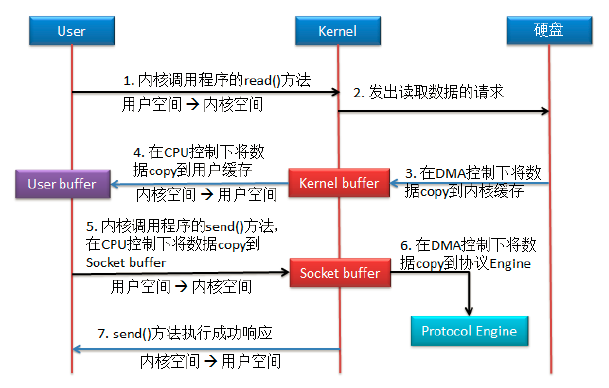 User
Kernel
硬盘
1. 内核调用程序的read()方法
用户空间 → 内核空间
2. 发出读取数据的请求
4. 在CPU控制下将数
据copy到用户缓存
内核空间 → 用户空间
User buffer
Kernel buffer
3. 在DMA控制下将数
据copy到内核缓存
5. 内核调用程序的send()方法，
在CPU控制下将数据copy到
Socket buffer
用户空间 → 内核空间
Socket buffer
6. 在DMA控制下将数
据copy到协议Engine
Protocol Engine
7. send()方法执行成功响应
内核空间 → 用户空间